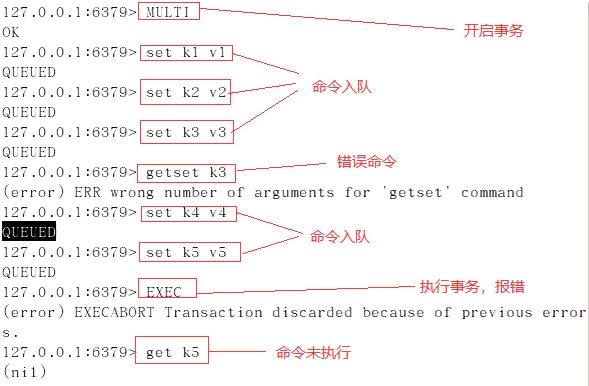 127.0.0.1:6379> MULTI
开启事务
OK
127.0.0.1:6379> set k1 v1
QUEUED
127.0.0.1:6379> set k2 v2
命令入队
QUEUED
127.0.0.1:6379> set k3 v3
QUEUED
错误命令
127.0.0.1:6379> getset k3
(error) ERR wrong number of arguments for 'getset' command
127.0.0.1:6379> set k4 v4
QUEUED
命令入队
127.0.0.1:6379> set k5 v5
QUEUED
127.0.0.1:6379> EXEC
执行事务，报错
(error) EXECABORT Transaction discarded because of previous error
s.
127.0.0.1:6379> get k5
命令未执行
(nil)